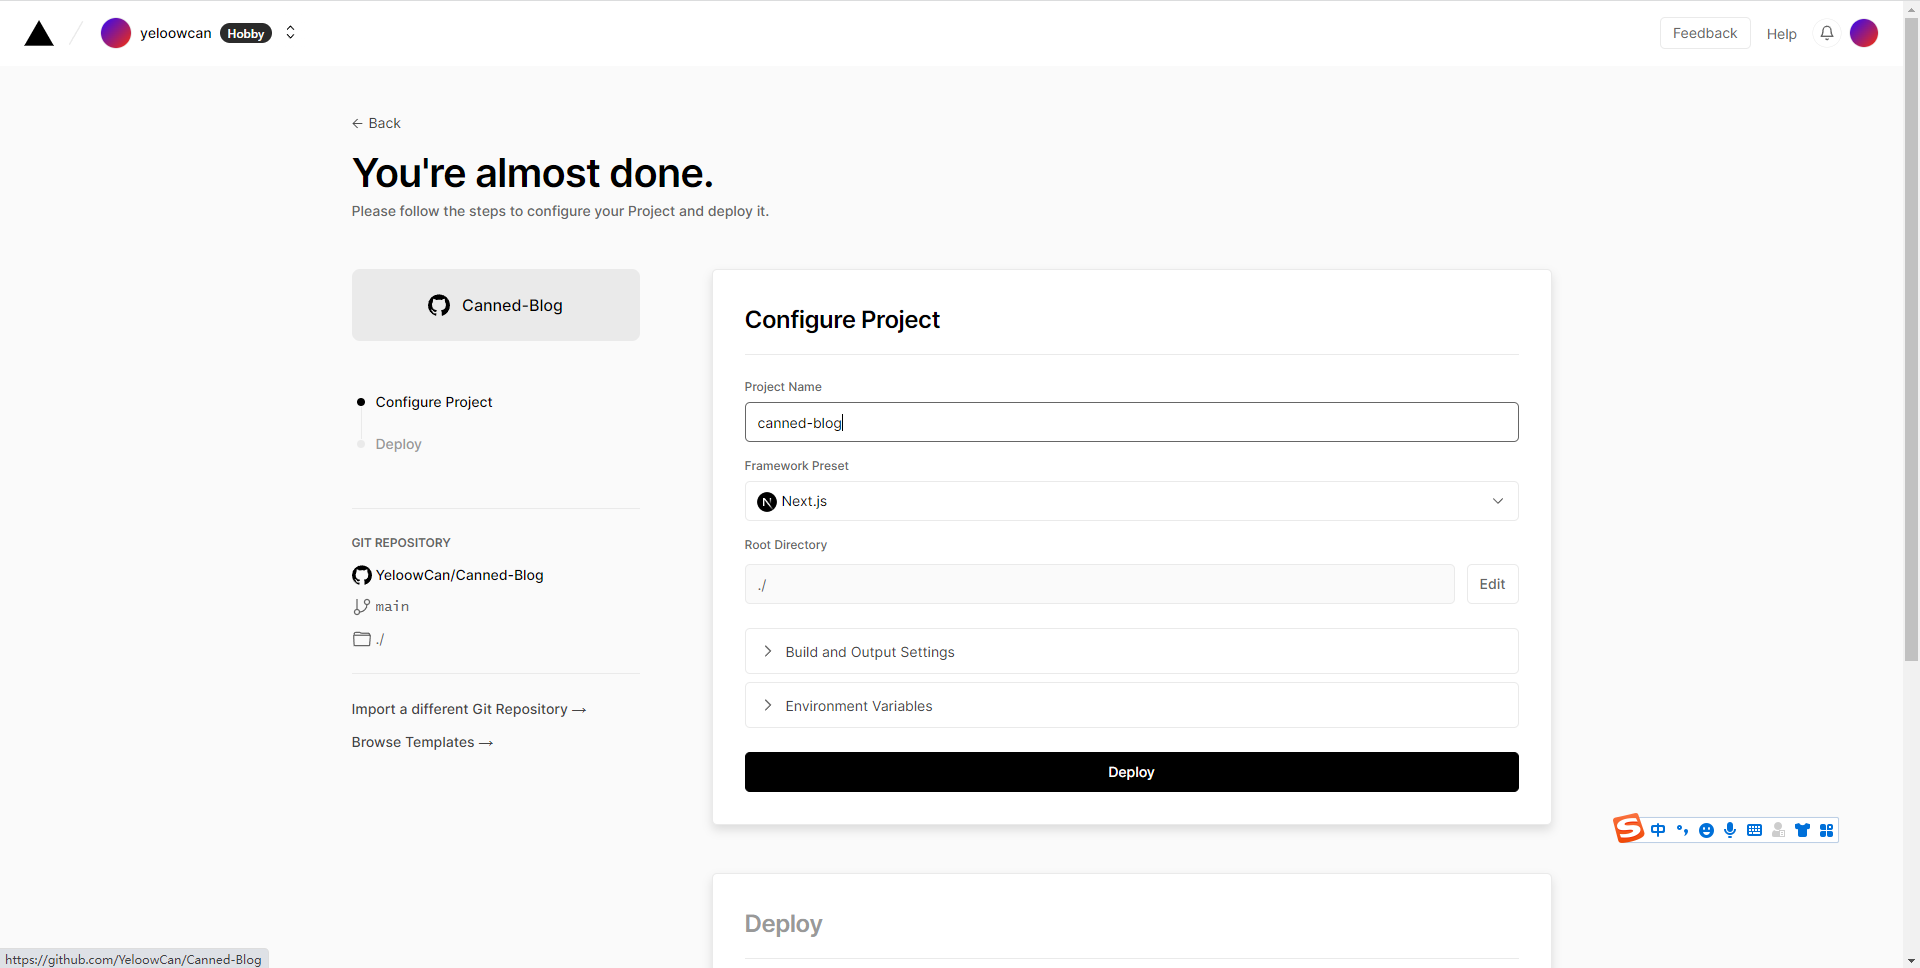 yeloowcan Hobby
Feedback Help
← Back
You're almost done.
Please follow the steps to configure your Project and deploy it.
Canned-Blog
Configure Project
Deploy
GIT REPOSITORY
YeloowCan/Canned-Blog
main
./
Import a different Git Repository →
Browse Templates →
Configure Project
Project Name
canned-blog
Framework Preset
N Next.js
Root Directory
./ Edit
Build and Output Settings
Environment Variables
Deploy
S 中 °,
Deploy
https://github.com/YeloowCan/Canned-Blog